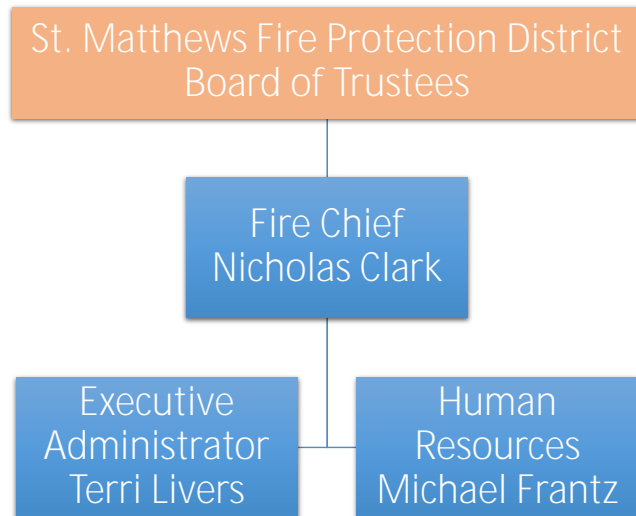 St. Matthews Fire Protection District
Board of Trustees
Fire Chief
Nicholas Clark
Executive
Administrator
Terri Livers
Human
Resources
Michael Frantz